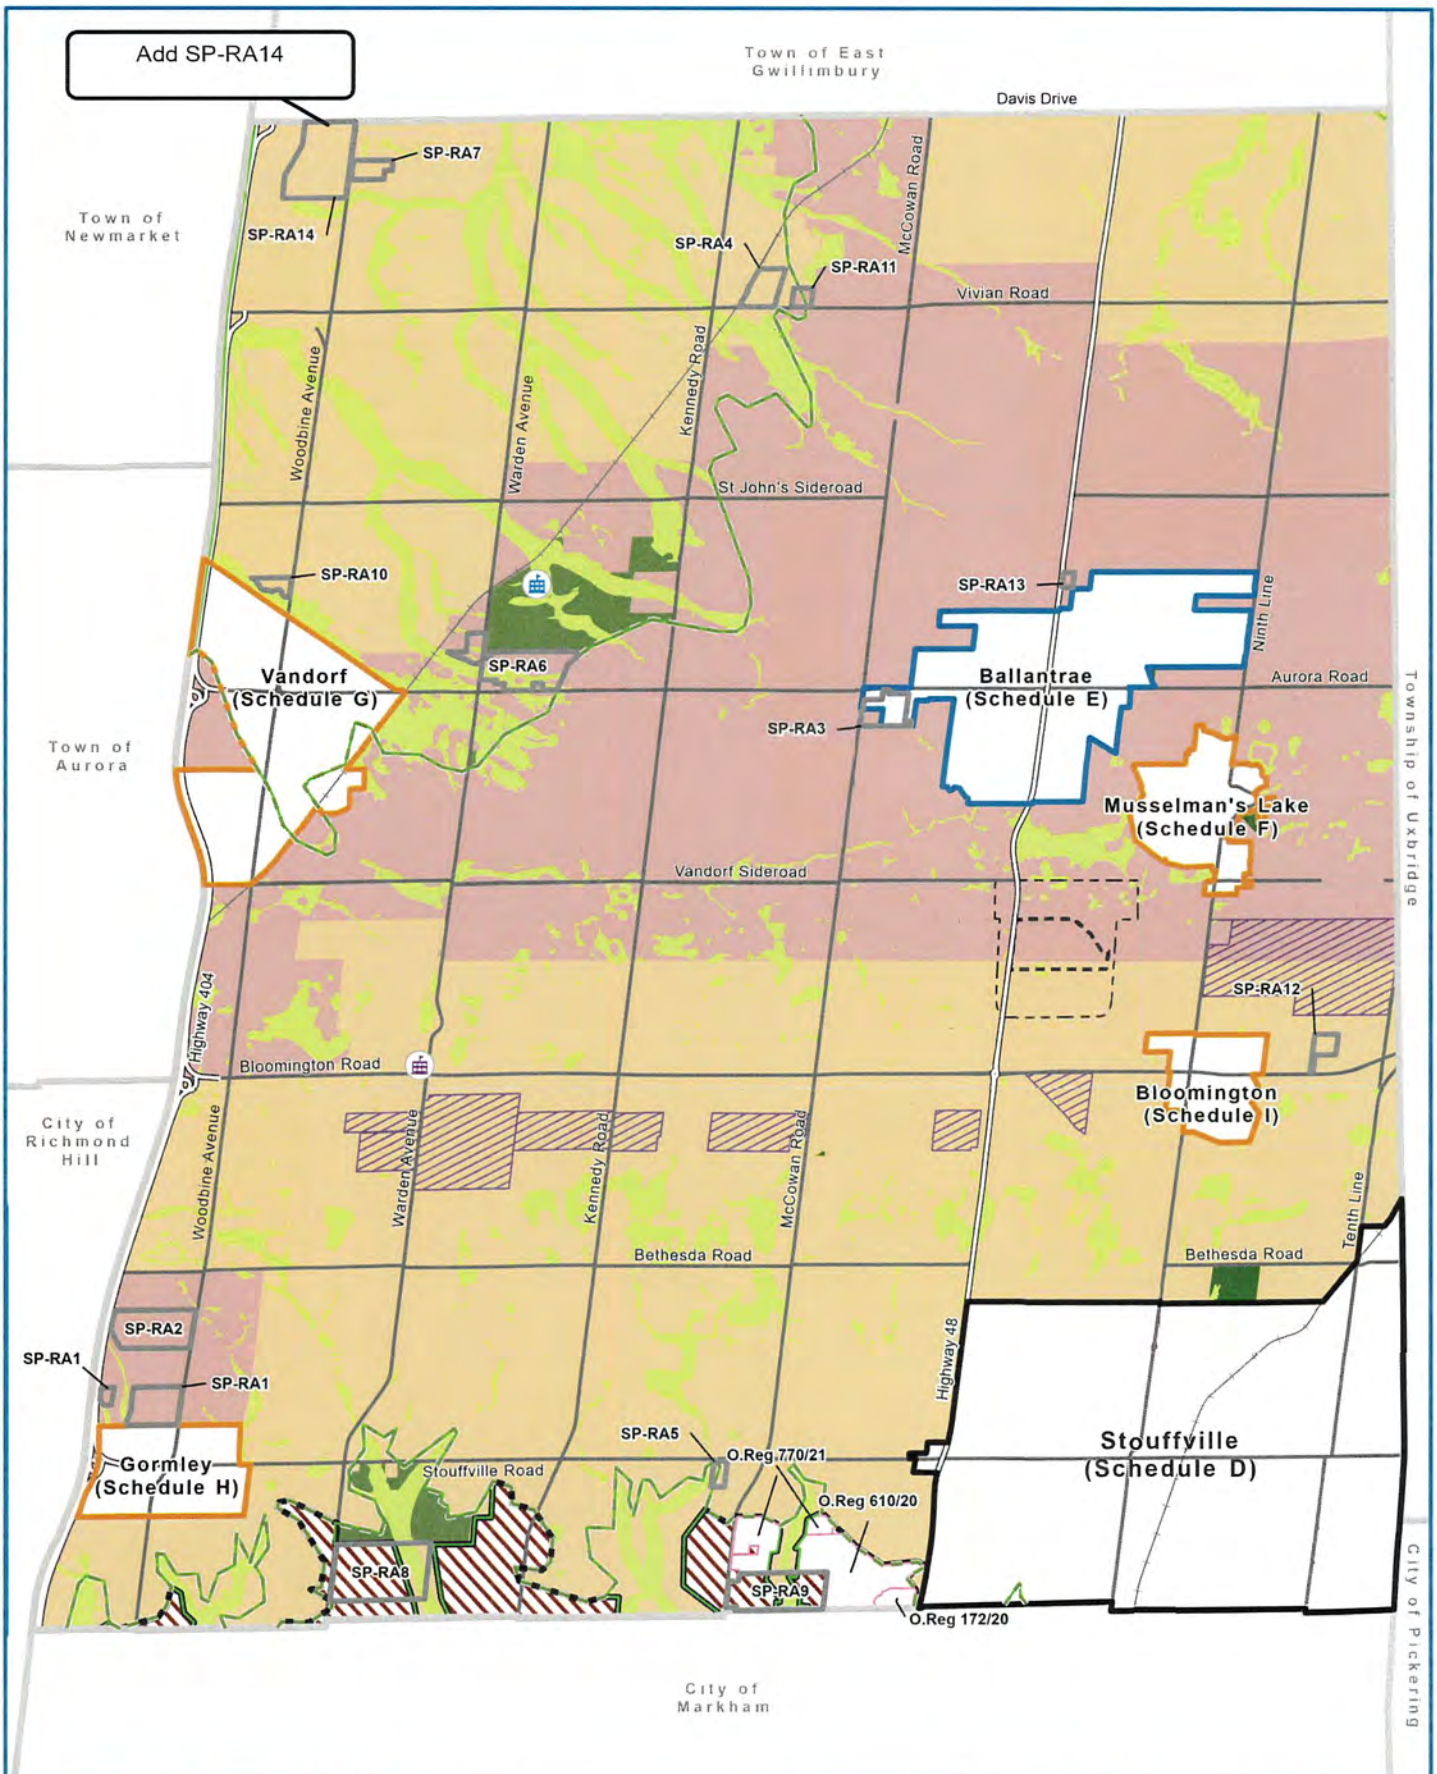 Add SP-RA14
Town of East
Gwillimbury
Davis Drive
SP-RA7
McCowan Road
Town of
Newmarket
SP-RA14
SP-RA4
SP-RA11
Vivian Road
Kennedy Road
Woodbine Avenue
Warden Avenue
St John's Sideroad
SP-RA10
SP-RA13
Ninth Line
SP-RA6
Vandorf
(Schedule G)
Ballantrae
(Schedule E)
Aurora Road
Township of Uxbridge
SP-RA3
Town of
Aurora
Musselman's Lake
(Schedule F)
Vandorf Sideroad
SP-RA12
Highway 404
Bloomington Road
Bloomington
(Schedule I)
City of
Richmond
Hill
Woodbine Avenue
Warden Avenue
Kennedy Road
McCowan Road
Tenth Line
Bethesda Road
Bethesda Road
SP-RA2
SP-RA1
SP-RA1
Highway 48
SP-RA5
O.Reg 770/21
Stouffville
(Schedule D)
Gormley
(Schedule H)
Stouffville Road
O.Reg 610/20
SP-RA8
SP-RA9
O.Reg 172/20
City of Pickering
City of
Markham